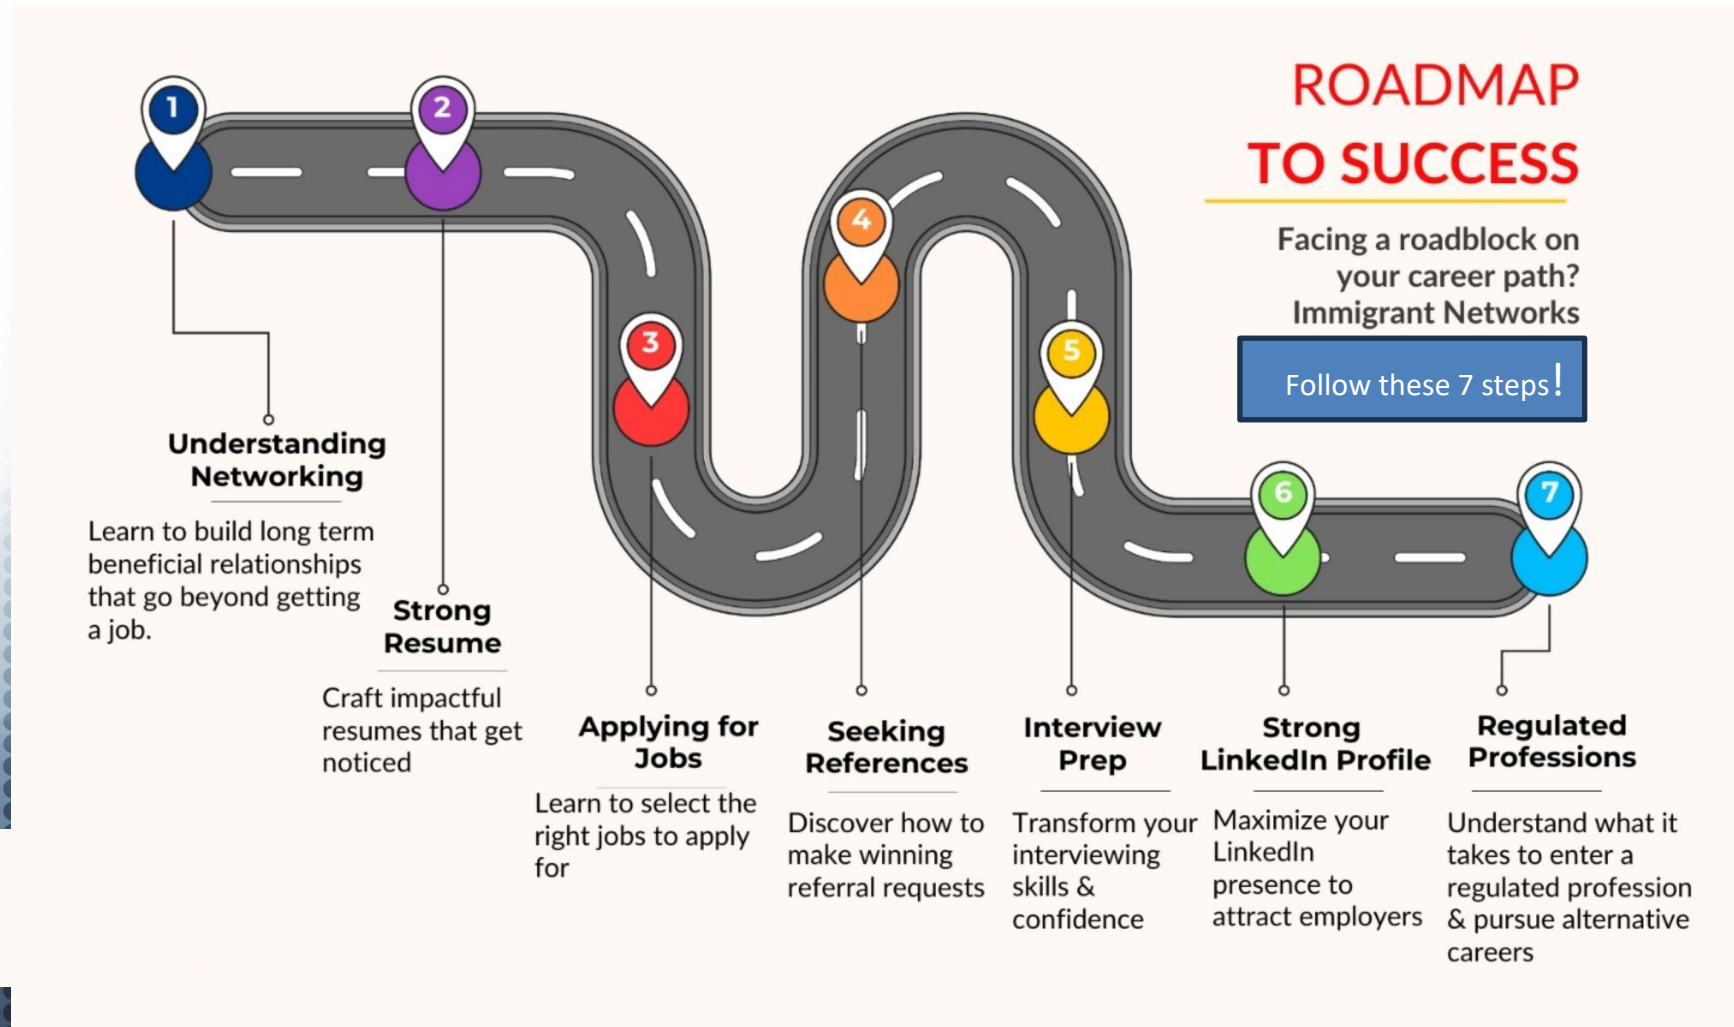 ROADMAP
TO SUCCESS
Facing a roadblock on
your career path?
Immigrant Networks
Follow these 7 steps!
1
2
3
4
5
6
7
Understanding
Networking
Learn to build long term
beneficial relationships
that go beyond getting
a job.
Strong
Resume
Craft impactful
resumes that get
noticed
Applying for
Jobs
Learn to select the
right jobs to apply
for
Seeking
References
Discover how to
make winning
referral requests
Interview
Prep
Transform your
interviewing
skills &
confidence
Strong
LinkedIn Profile
Maximize your
LinkedIn
presence to
attract employers
Regulated
Professions
Understand what it
takes to enter a
regulated profession
& pursue alternative
careers